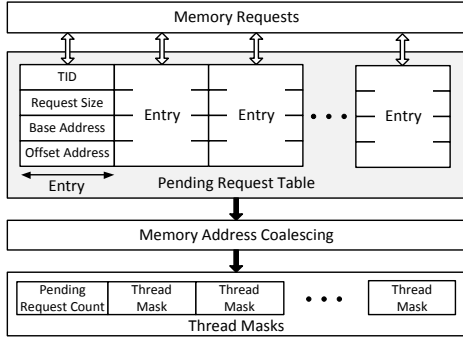 Memory Requests
TID
Request Size
Base Address
Offset Address
Entry
Entry
Entry
Entry
Pending Request Table
Memory Address Coalescing
Pending
Request Count
Thread
Mask
Thread
Mask
Thread
Mask
Thread Masks